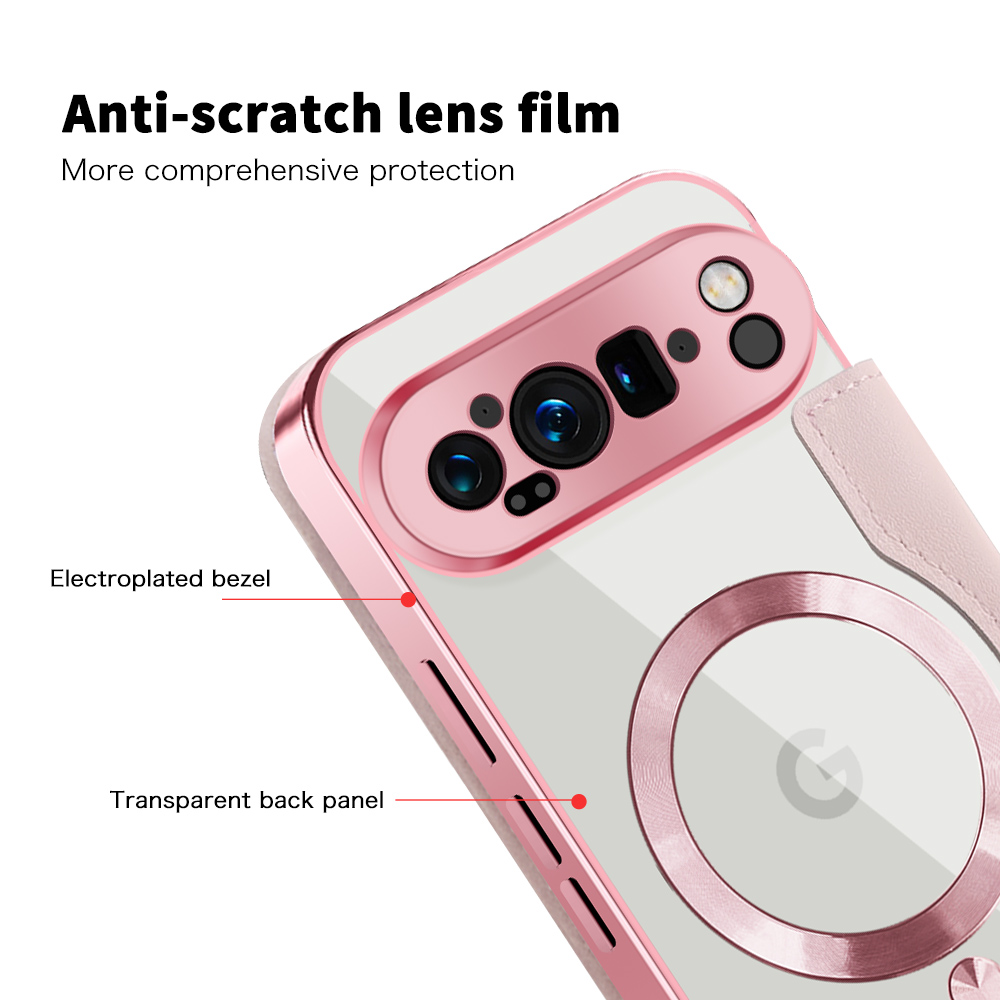 Anti-scratch lens film
More comprehensive protection
Electroplated bezel
Transparent back panel